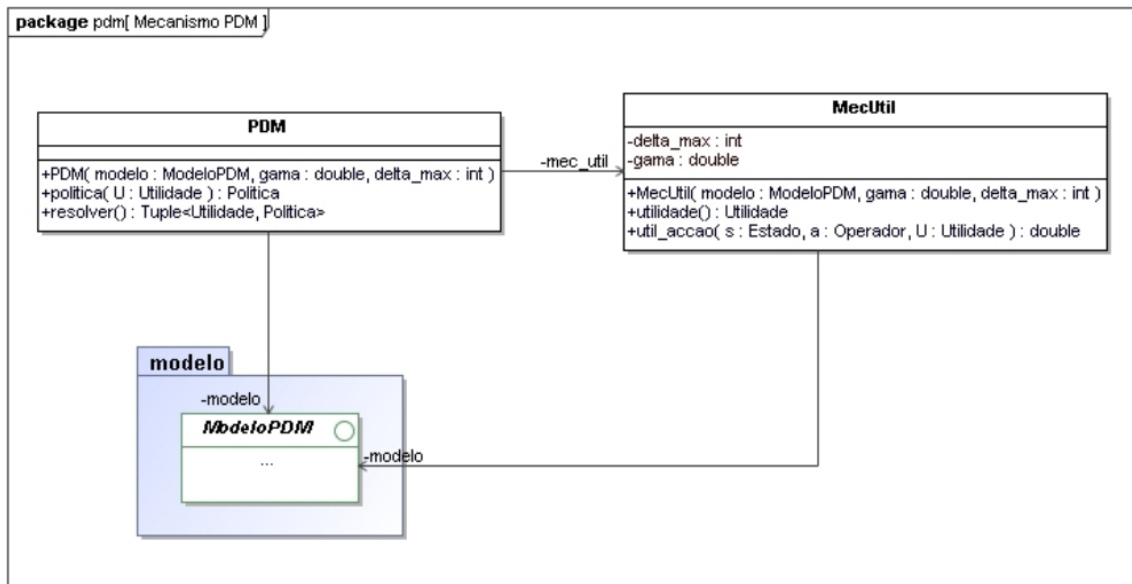 package pdm[ Mecanismo PDM ]
PDM
+PDM( modelo : ModeloPDM, gama : double, delta_max : int )
+politica( U : Utilidade ) : Politica
+resolver() : Tuple<Utilidade, Politica>
-mec_util
MecUtil
-delta_max : int
-gama : double
+MecUtil( modelo : ModeloPDM, gama : double, delta_max : int )
+utilidade() : Utilidade
+util_accao( s : Estado, a : Operador, U : Utilidade ) : double
modelo
-modelo
ModeloPDM
...
-modelo